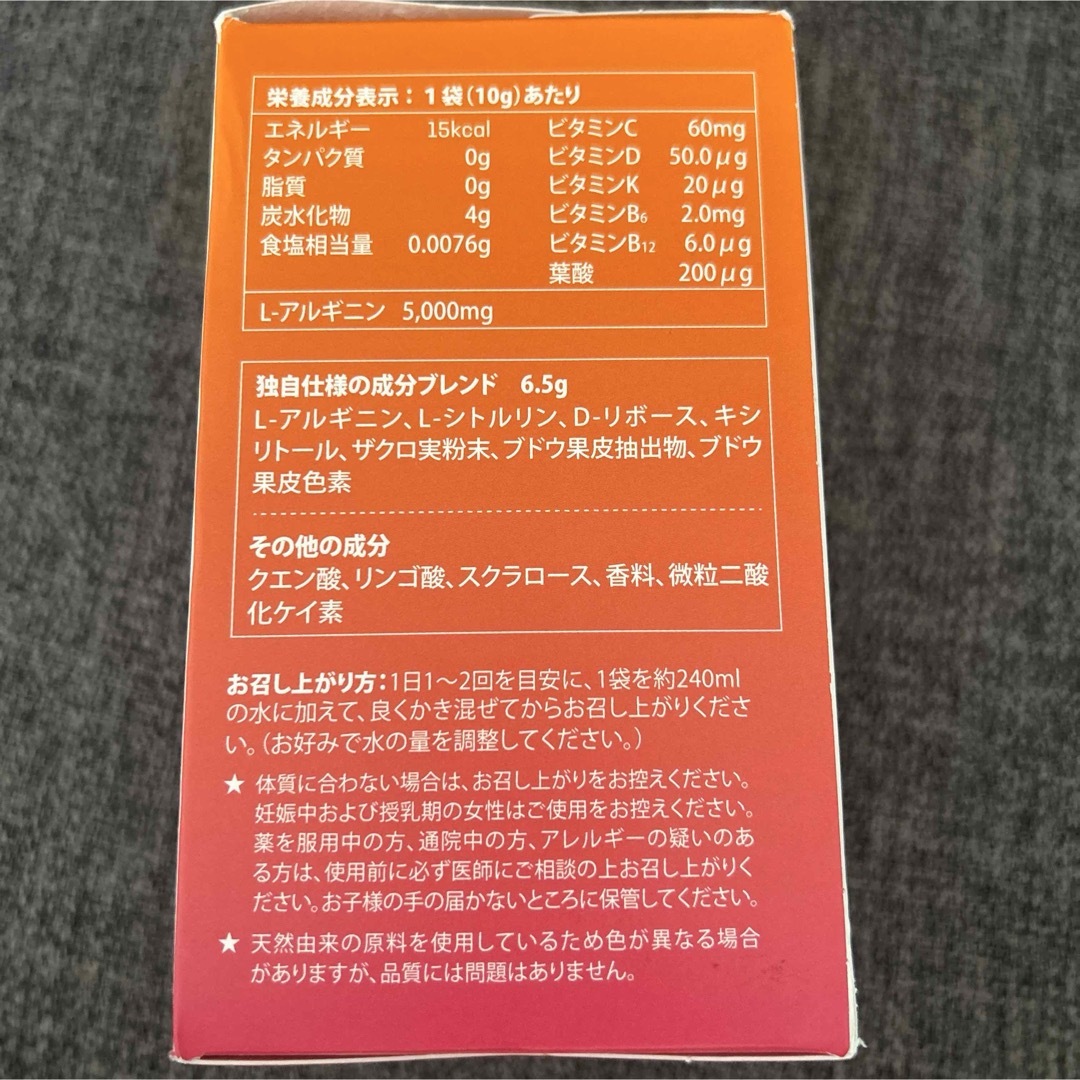 栄養成分表示：1袋(10g)あたり
エネルギー 15kcal ビタミンC 60mg
タンパク質 0g ビタミンD 50.0μg
脂質 0g ビタミンK 20μg
炭水化物 4g ビタミンB6 2.0mg
食塩相当量 0.0076g ビタミンB12 6.0μg
葉酸 200μg
L-アルギニン 5,000mg
独自仕様の成分ブレンド 6.5g
L-アルギニン、L-シトルリン、D-リボース、キシ
リトール、ザクロ実粉末、ブドウ果皮抽出物、ブドウ
果皮色素
その他の成分
クエン酸、リンゴ酸、スクラロース、香料、微粒二酸
化ケイ素
お召し上がり方：1日1〜2回を目安に、1袋を約240ml
の水に加えて、良くかき混ぜてからお召し上がりくださ
い。（お好みで水の量を調整してください。）
★ 体質に合わない場合は、お召し上がりをお控えください。
妊娠中および授乳期の女性はご使用をお控えください。
薬を服用中の方、通院中の方、アレルギーの疑いのあ
る方は、使用前に必ず医師にご相談の上お召し上がりく
ださい。お子様の手の届かないところに保管してください。
★ 天然由来の原料を使用しているため色が異なる場合
がありますが、品質には問題はありません。